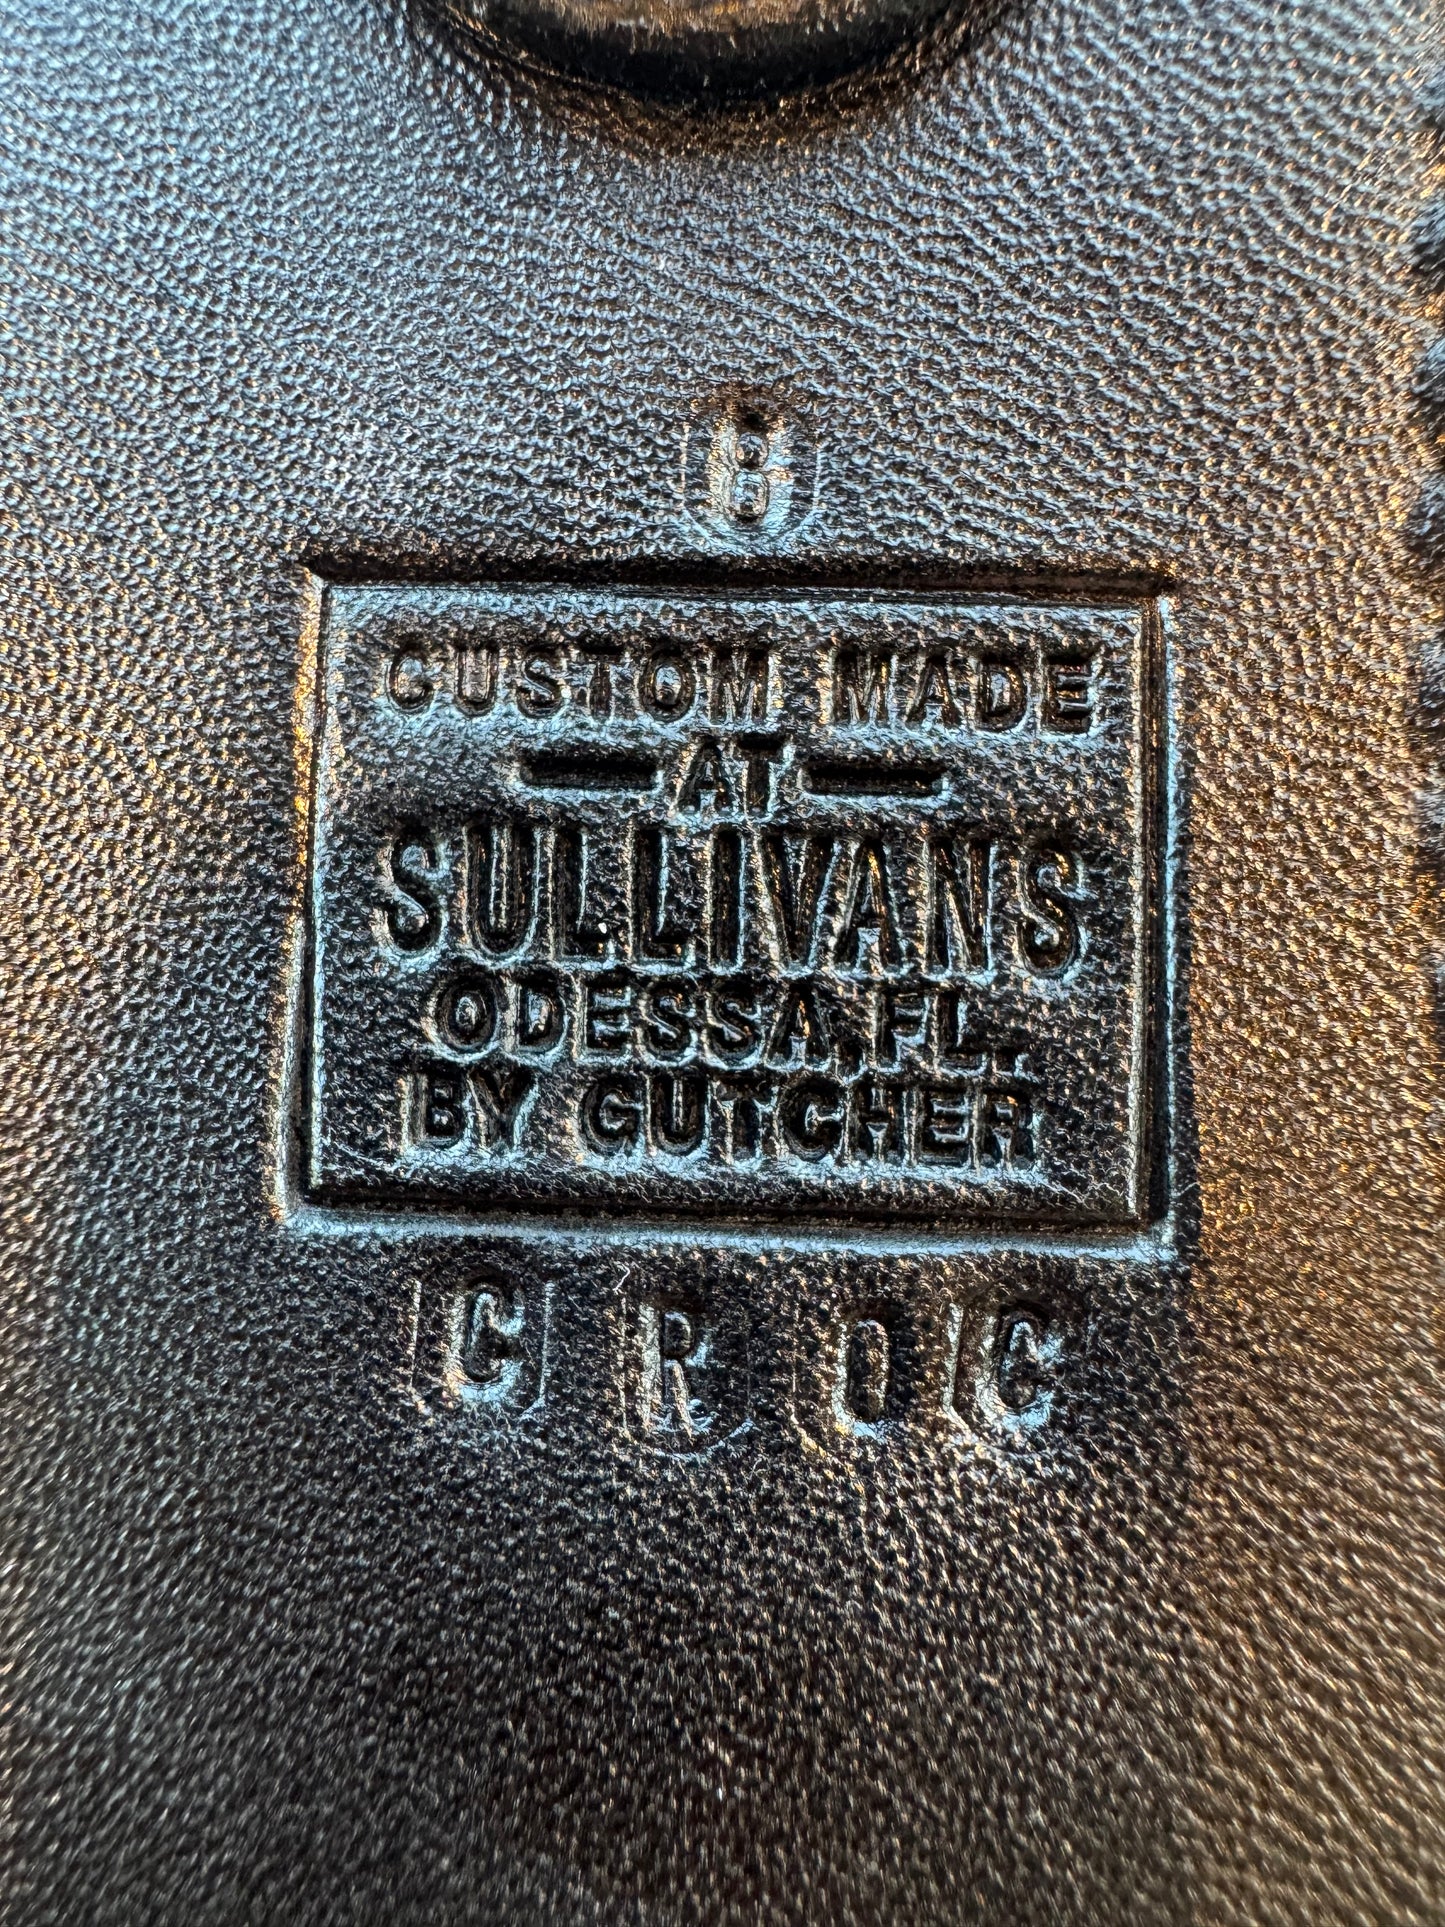 8
CUSTOM MADE
— AT —
SULLIVANS
ODESSA, FL.
BY GUTCHER
CROC